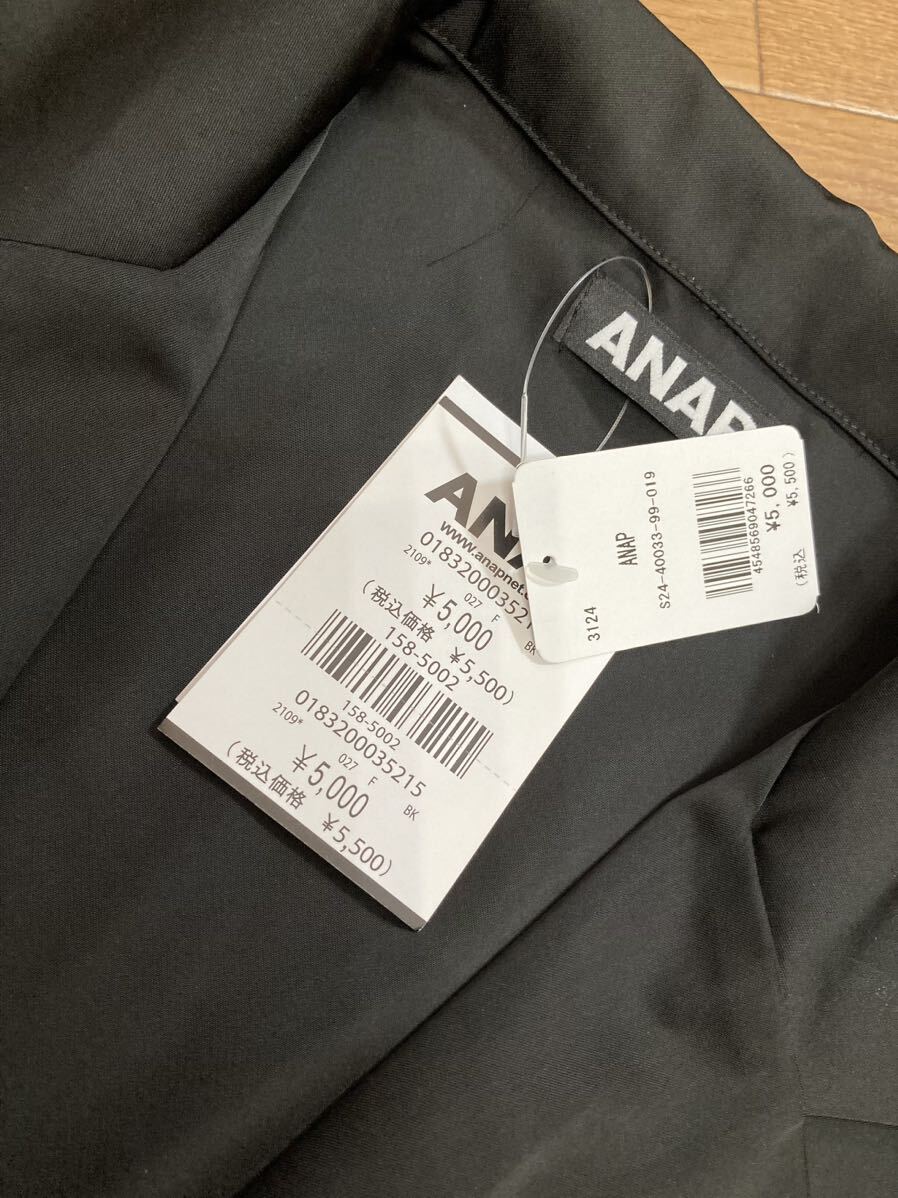 ANAP
ANA
www.anapnet.
018320003521
2109*
027 F
BK
¥5,000
(税込価格 ¥5,500)
158-5002
158-5002
0183200035215
2109*
027 F
BK
¥5,000
(税込価格 ¥5,500)
3124
ANAP
S24-40033-99-019
4548569047266
¥5,000
(税込 ¥5,500)